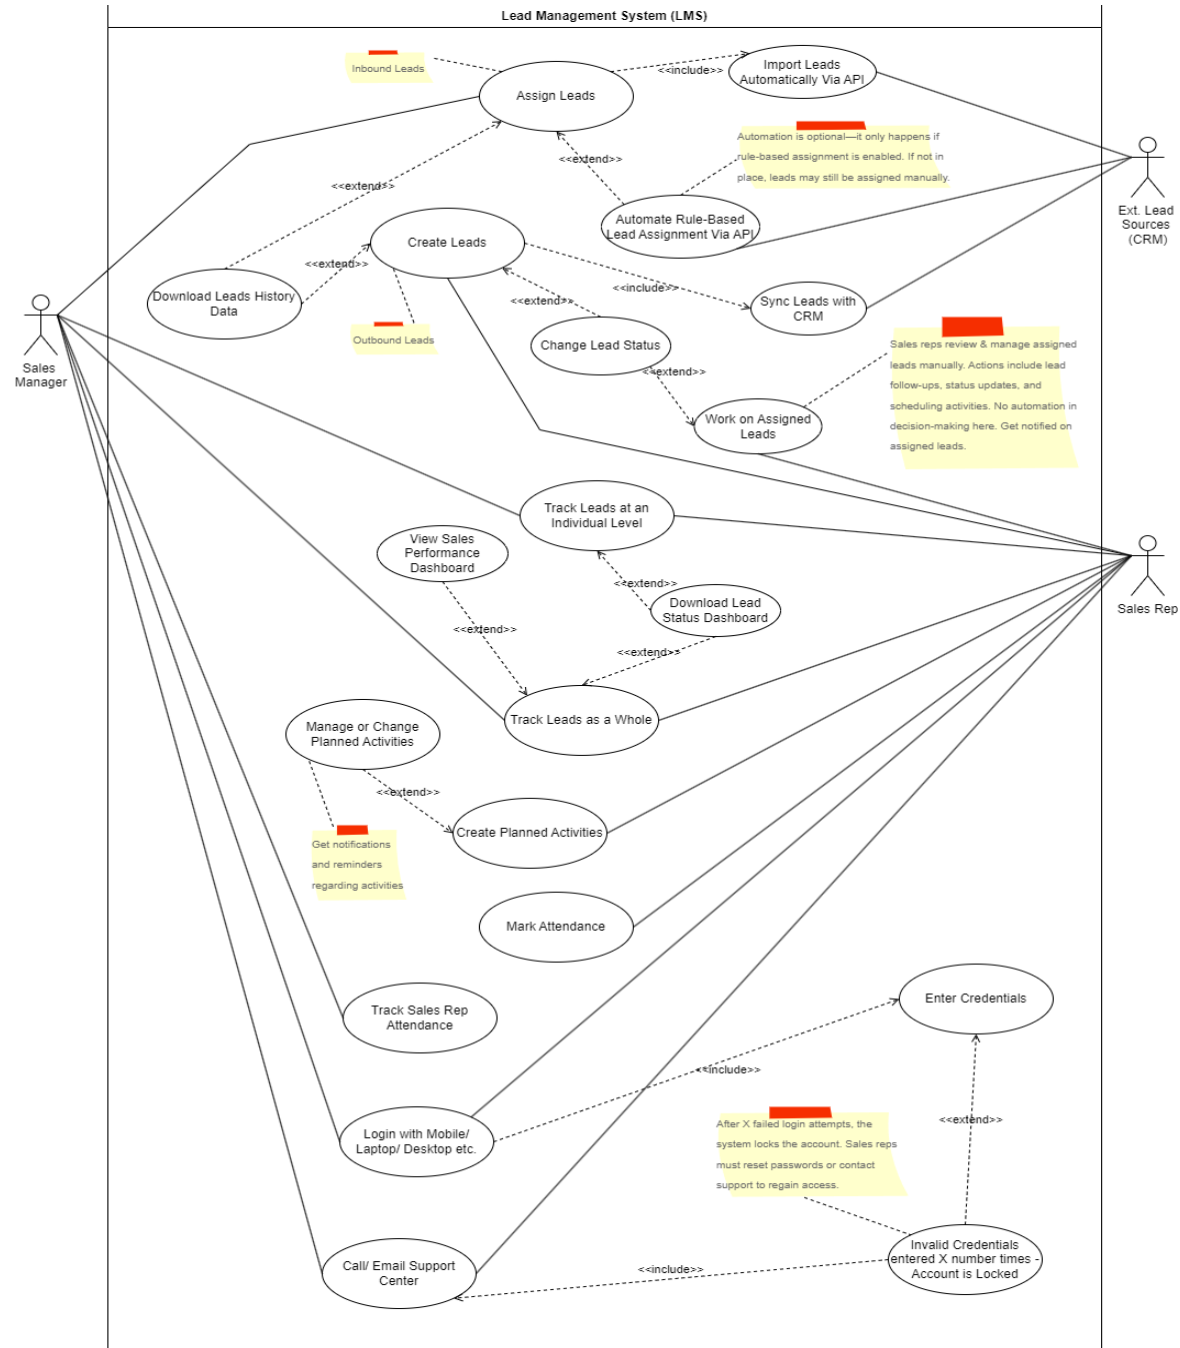 Lead Management System (LMS)
Inbound Leads
Assign Leads
<<include>>
Import Leads
Automatically Via API
Automation is optional—it only happens if
rule-based assignment is enabled. If not in
place, leads may still be assigned manually.
<<extend>>
<<extend>>
Ext. Lead
Sources
(CRM)
Automate Rule-Based
Lead Assignment Via API
Create Leads
<<extend>>
<<include>>
Download Leads History
Data
<<extend>>
Sync Leads with
CRM
Outbound Leads
Change Lead Status
Sales reps review & manage assigned
leads manually. Actions include lead
follow-ups, status updates, and
scheduling activities. No automation in
decision-making here. Get notified on
assigned leads.
Sales
Manager
<<extend>>
Work on Assigned
Leads
Track Leads at an
Individual Level
View Sales
Performance
Dashboard
<<extend>>
Download Lead
Status Dashboard
Sales Rep
<<extend>>
<<extend>>
Track Leads as a Whole
Manage or Change
Planned Activities
<<extend>>
Create Planned Activities
Get notifications
and reminders
regarding activities
Mark Attendance
Enter Credentials
Track Sales Rep
Attendance
<<include>>
<<extend>>
Login with Mobile/
Laptop/ Desktop etc.
After X failed login attempts, the
system locks the account. Sales reps
must reset passwords or contact
support to regain access.
Invalid Credentials
entered X number times -
Account is Locked
Call/ Email Support
Center
<<include>>